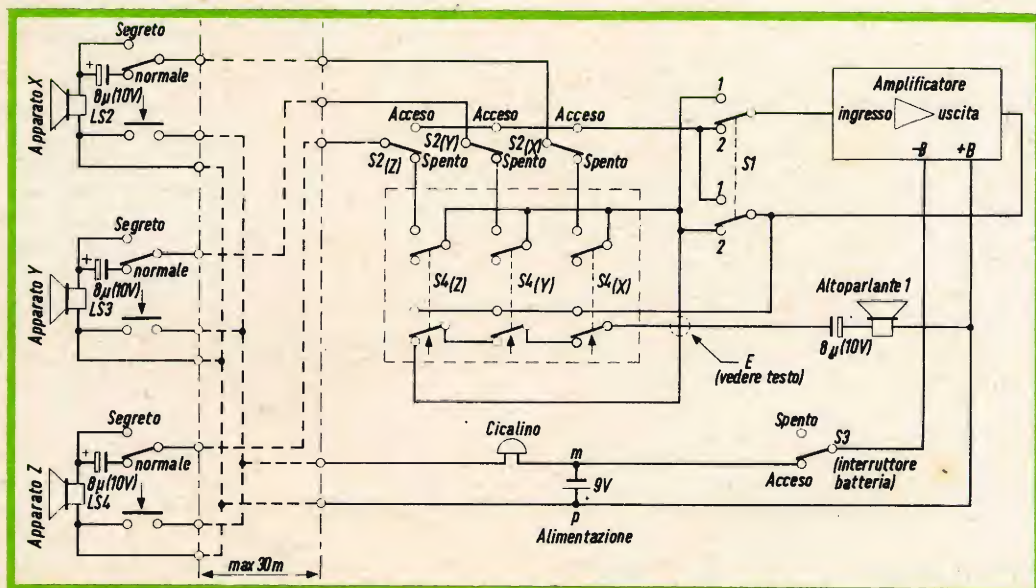 Apparato X
Segreto
+
normale
8µ(10V)
LS2
Apparato Y
Segreto
+
normale
8µ(10V)
LS3
Apparato Z
Segreto
+
normale
8µ(10V)
LS4
max 30m
Acceso Acceso Acceso
S2(Z) S2(Y) S2(X)
Spento Spento Spento
S4(Z) S4(Y) S4(X)
1
2
S1
1
2
Amplificatore
ingresso uscita
-B +B
Altoparlante 1
8µ(10V)
E
(vedere testo)
Cicalino
m
9V
p
Alimentazione
Spento
S3
Acceso
(interruttore
batteria)